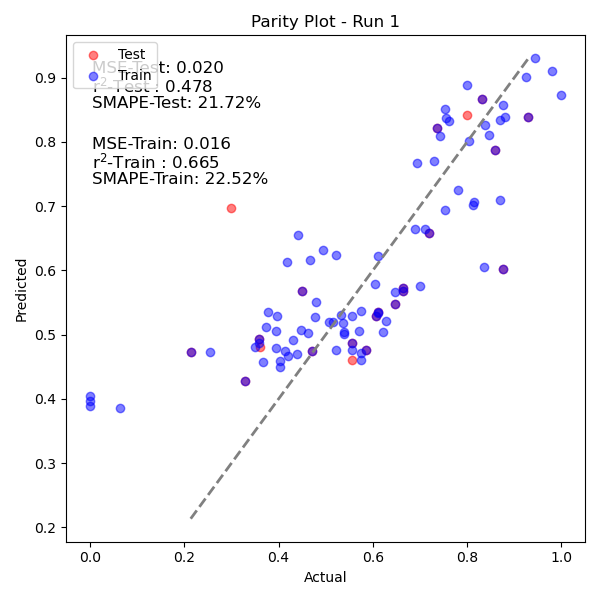 Parity Plot - Run 1
Test
Train
MSE-Test: 0.020
r²-Test : 0.478
SMAPE-Test: 21.72%
MSE-Train: 0.016
r²-Train : 0.665
SMAPE-Train: 22.52%
0.9
0.8
0.7
0.6
0.5
0.4
0.3
0.2
Predicted
0.0 0.2 0.4 0.6 0.8 1.0
Actual